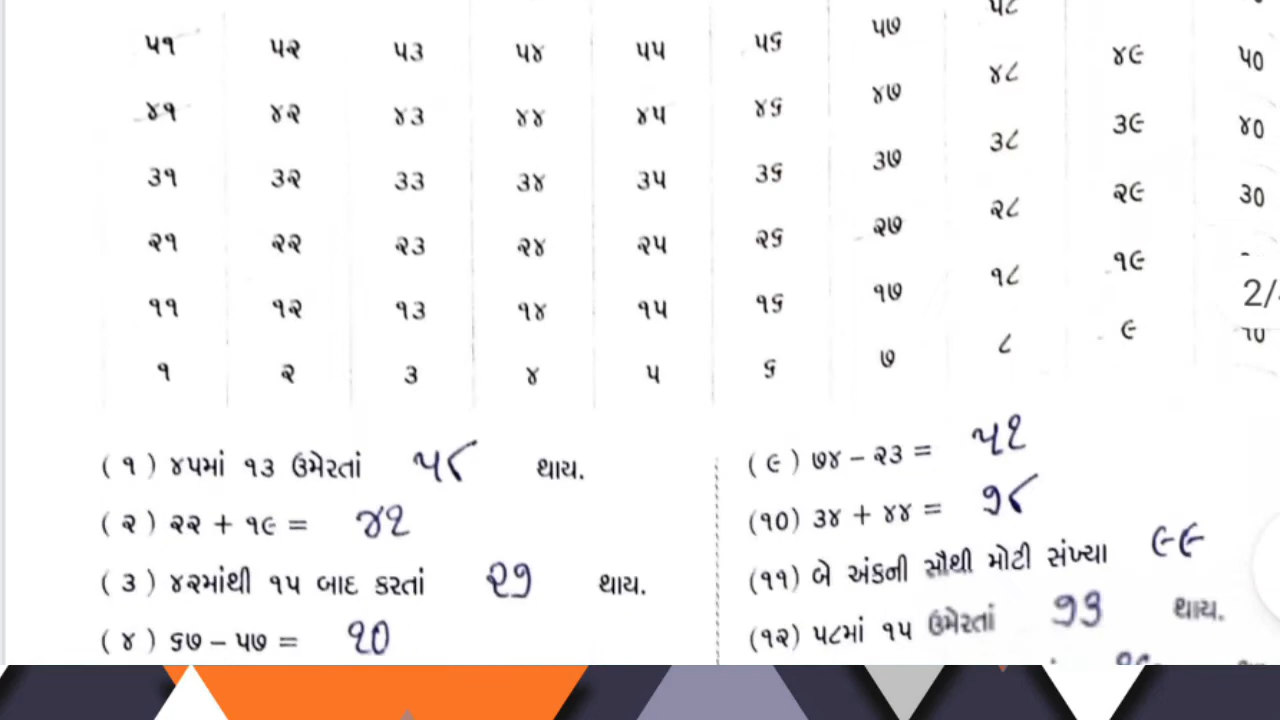 ૫૧ ૫૨ ૫૩ ૫૪ ૫૫ ૫૬ ૫૭ ૫૮
૪૧ ૪૨ ૪૩ ૪૪ ૪૫ ૪૬ ૪૭ ૪૮ ૪૯ ૫૦
૩૧ ૩૨ ૩૩ ૩૪ ૩૫ ૩૬ ૩૭ ૩૮ ૩૯ ૪૦
૨૧ ૨૨ ૨૩ ૨૪ ૨૫ ૨૬ ૨૭ ૨૮ ૨૯ ૩૦
૧૧ ૧૨ ૧૩ ૧૪ ૧૫ ૧૬ ૧૭ ૧૮ ૧૯
2/
૧ ૨ ૩ ૪ ૫ ૬ ૭ ૮ ૯ ૧૦
(૧) ૪૫માં ૧૩ ઉમેરતાં ૫૮ થાય.
(૨) ૨૨ + ૧૯ = ૪૧
(૩) ૪૨માંથી ૧૫ બાદ કરતાં ૨૭ થાય.
(૪) ૬૭ – ૫૭ = ૧૦
(૯) ૭૪ – ૨૩ = ૫૧
(૧૦) ૩૪ + ૪૪ = ૭૮
(૧૧) બે અંકની સૌથી મોટી સંખ્યા ૯૯
(૧૨) ૫૮માં ૧૫ ઉમેરતાં ૭૩ થાય.